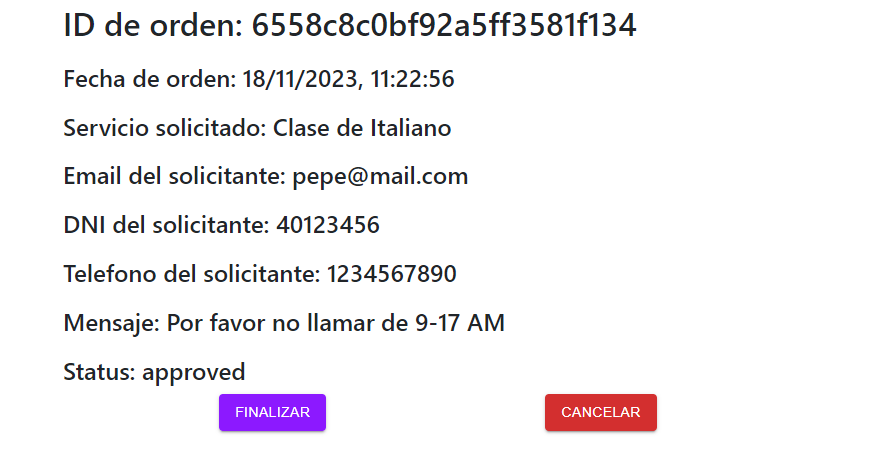 ID de orden: 6558c8c0bf92a5ff3581f134
Fecha de orden: 18/11/2023, 11:22:56
Servicio solicitado: Clase de Italiano
Email del solicitante: pepe@mail.com
DNI del solicitante: 40123456
Telefono del solicitante: 1234567890
Mensaje: Por favor no llamar de 9-17 AM
Status: approved
FINALIZAR CANCELAR